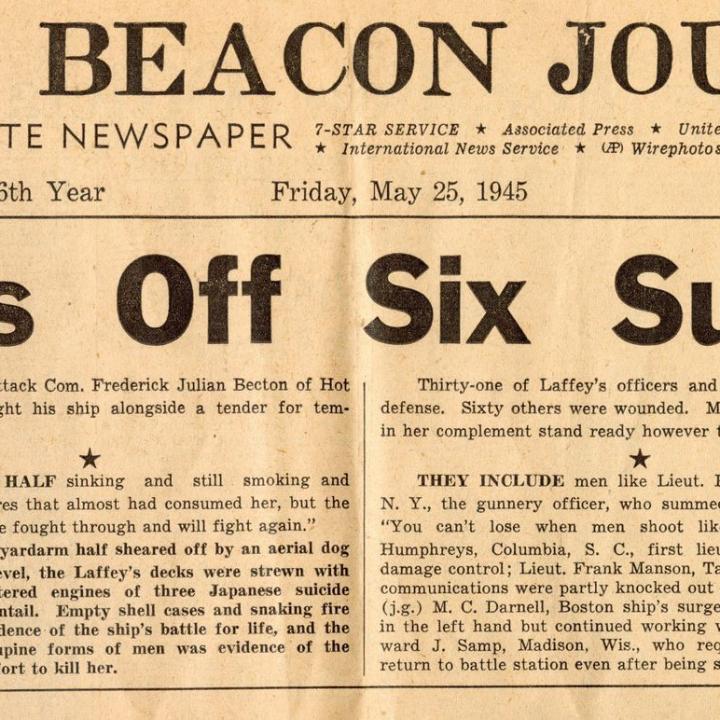 BEACON JOU
TE NEWSPAPER
7-STAR SERVICE ★ Associated Press ★ Unite
★ International News Service ★ (AP) Wirephotos
6th Year
Friday, May 25, 1945
s Off Six Su
ttack Com. Frederick Julian Becton of Hot
ght his ship alongside a tender for tem-
★
HALF sinking and still smoking and
res that almost had consumed her, but the
e fought through and will fight again."
yardarm half sheared off by an aerial dog
evel, the Laffey's decks were strewn with
tered engines of three Japanese suicide
ntail. Empty shell cases and snaking fire
dence of the ship's battle for life, and the
upine forms of men was evidence of the
fort to kill her.
Thirty-one of Laffey's officers and
defense. Sixty others were wounded. M
in her complement stand ready however t
★
THEY INCLUDE men like Lieut. 
N. Y., the gunnery officer, who summe
"You can't lose when men shoot lik
Humphreys, Columbia, S. C., first lieu
damage control; Lieut. Frank Manson, Ta
communications were partly knocked out
(j.g.) M. C. Darnell, Boston ship's surge
in the left hand but continued working w
ward J. Samp, Madison, Wis., who req
return to battle station even after being s